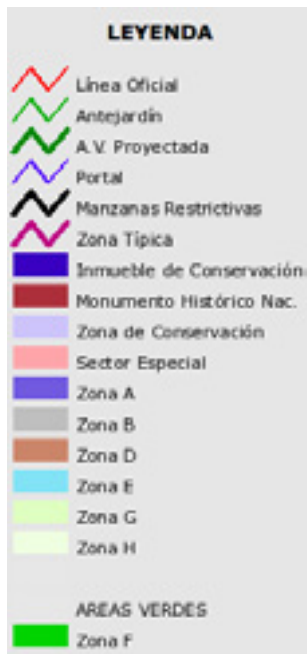 LEYENDA
Línea Oficial
Antejardín
A.V. Proyectada
Portal
Manzanas Restrictivas
Zona Típica
Inmueble de Conservación
Monumento Histórico Nac.
Zona de Conservación
Sector Especial
Zona A
Zona B
Zona D
Zona E
Zona G
Zona H
AREAS VERDES
Zona F